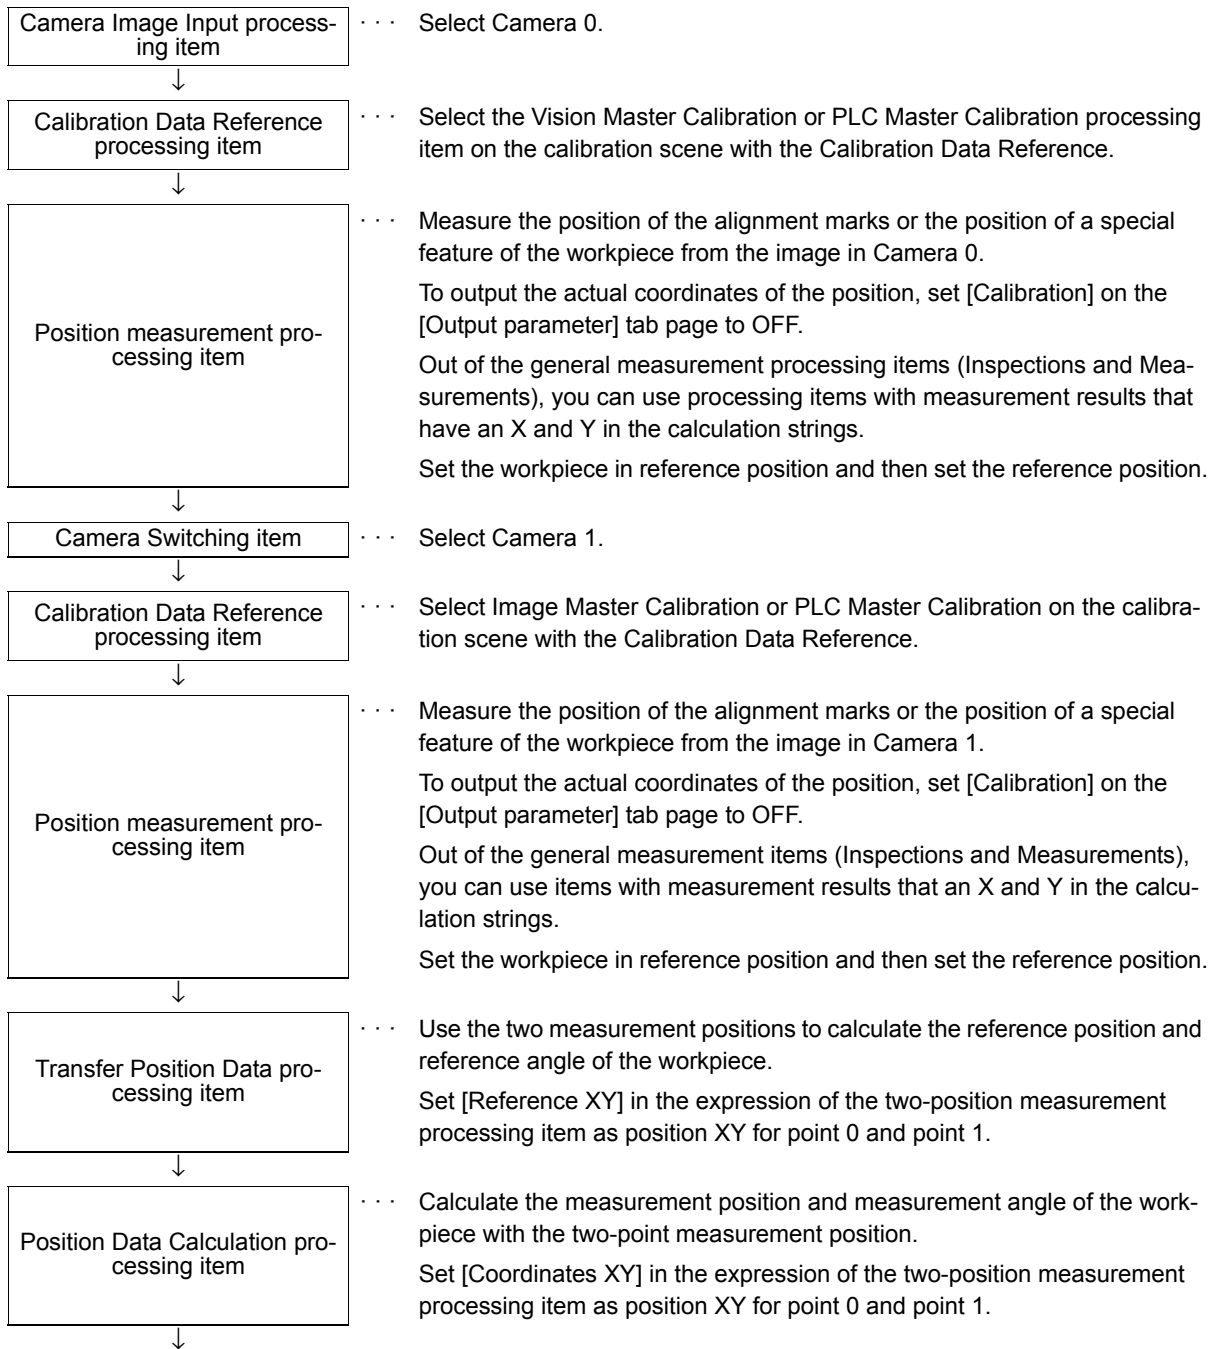 Camera Image Input process-
ing item
· · · Select Camera 0.
↓
Calibration Data Reference
processing item
· · · Select the Vision Master Calibration or PLC Master Calibration processing
item on the calibration scene with the Calibration Data Reference.
↓
Position measurement pro-
cessing item
· · · Measure the position of the alignment marks or the position of a special
feature of the workpiece from the image in Camera 0.
To output the actual coordinates of the position, set [Calibration] on the
[Output parameter] tab page to OFF.
Out of the general measurement processing items (Inspections and Mea-
surements), you can use processing items with measurement results that
have an X and Y in the calculation strings.
Set the workpiece in reference position and then set the reference position.
↓
Camera Switching item
· · · Select Camera 1.
↓
Calibration Data Reference
processing item
· · · Select Image Master Calibration or PLC Master Calibration on the calibra-
tion scene with the Calibration Data Reference.
↓
Position measurement pro-
cessing item
· · · Measure the position of the alignment marks or the position of a special
feature of the workpiece from the image in Camera 1.
To output the actual coordinates of the position, set [Calibration] on the
[Output parameter] tab page to OFF.
Out of the general measurement items (Inspections and Measurements),
you can use items with measurement results that an X and Y in the calcu-
lation strings.
Set the workpiece in reference position and then set the reference position.
↓
Transfer Position Data pro-
cessing item
· · · Use the two measurement positions to calculate the reference position and
reference angle of the workpiece.
Set [Reference XY] in the expression of the two-position measurement
processing item as position XY for point 0 and point 1.
↓
Position Data Calculation pro-
cessing item
· · · Calculate the measurement position and measurement angle of the work-
piece with the two-point measurement position.
Set [Coordinates XY] in the expression of the two-position measurement
processing item as position XY for point 0 and point 1.
↓